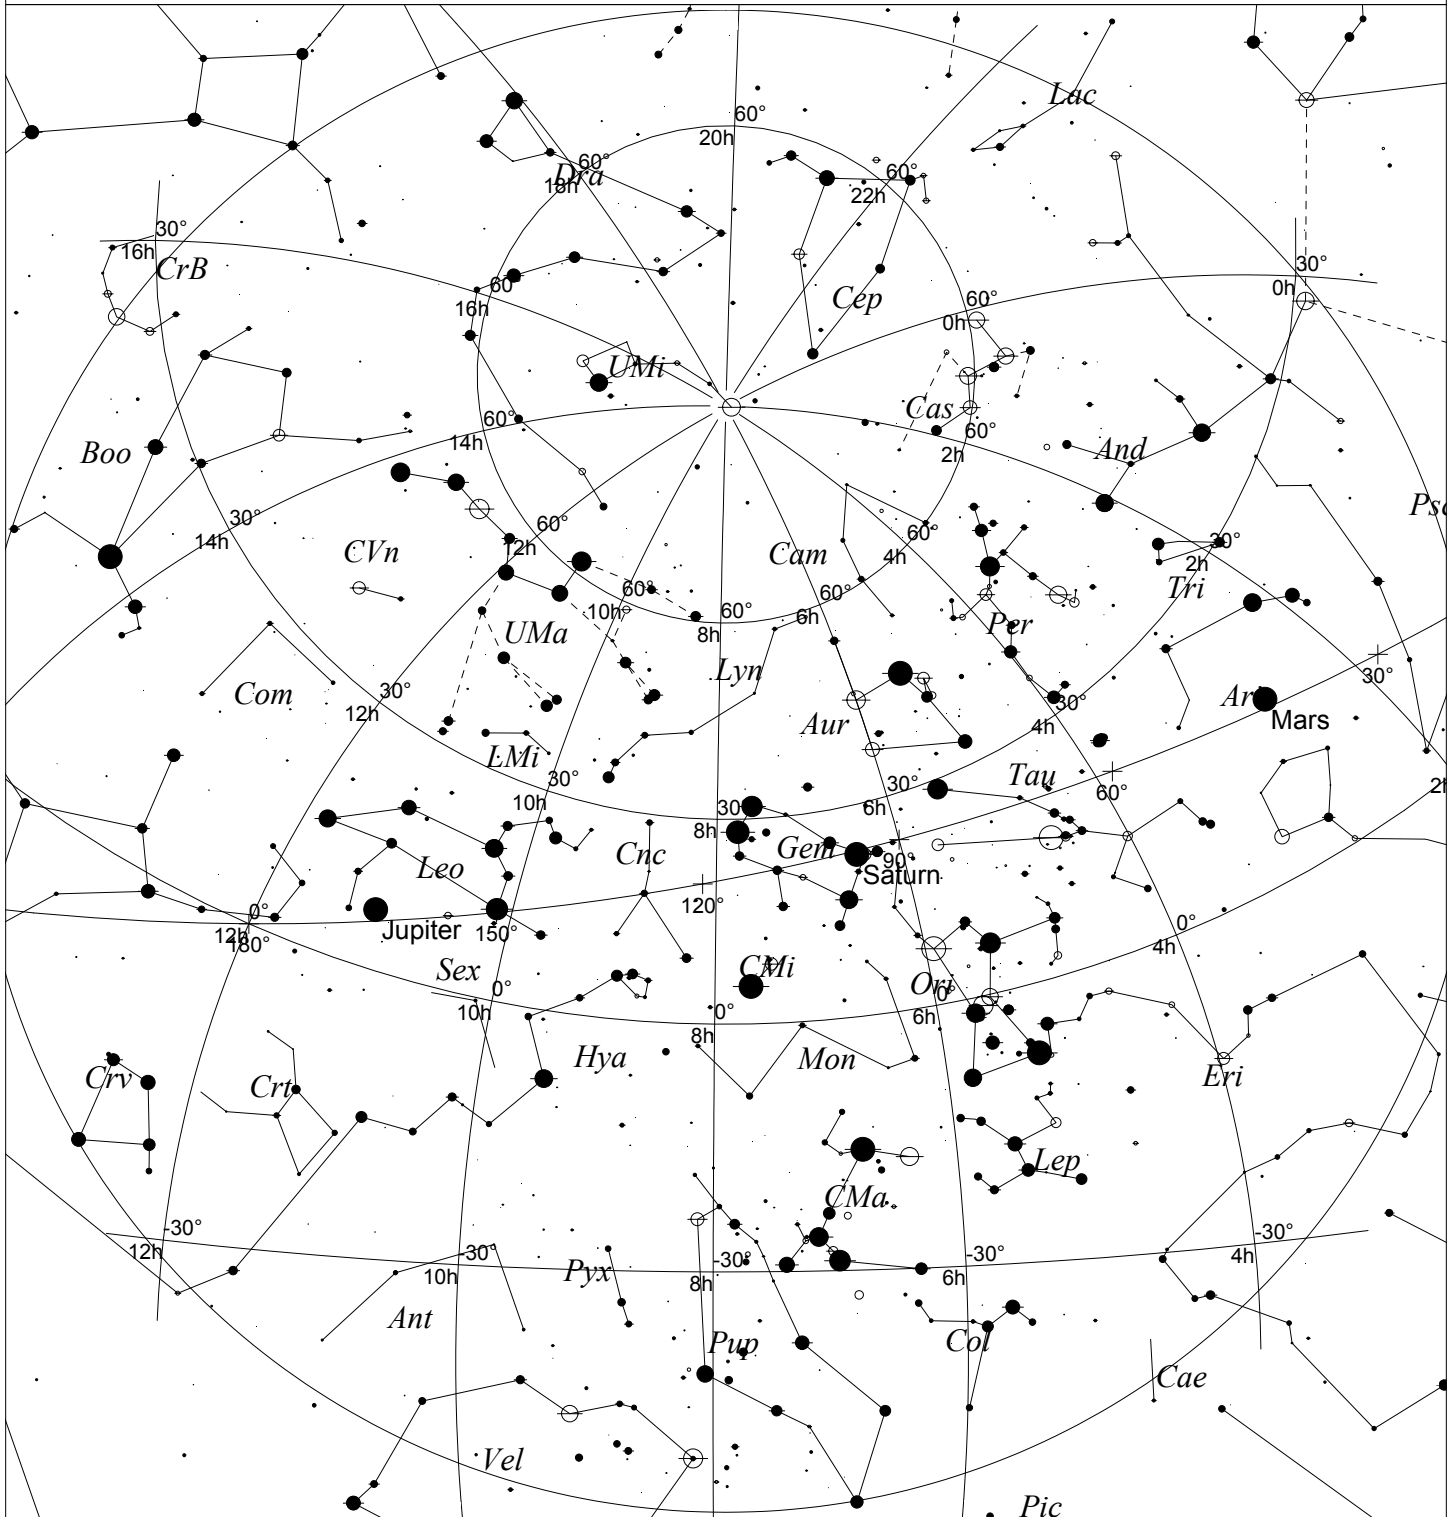 Lac
60°
20h
60°
Dra
18h
60°
22h
30°
16h
CrB
30°
0h
60°
16h
Cep
60°
0h
UMi
Cas
60°
14h
60°
2h
Boo
And
Psc
30°
14h
60°
12h
CVn
Cam
60°
4h
30°
2h
Tri
60°
10h
60°
8h
60°
6h
UMa
Per
Lyn
30°
Com
30°
12h
Ari
Mars
Aur
30°
4h
LMi
30°
10h
Tau
30°
6h
60°
2h
30°
8h
Gem
Cnc
Leo
90°
Saturn
120°
0°
12h
180°
Jupiter
150°
0°
4h
Sex
0°
10h
CMi
Ori
0°
6h
0°
8h
Hya
Mon
Crv
Crt
Eri
Lep
CMa
-30°
12h
-30°
10h
Pyx
-30°
8h
-30°
6h
-30°
4h
Ant
Pup
Col
Cae
Vel
Pic